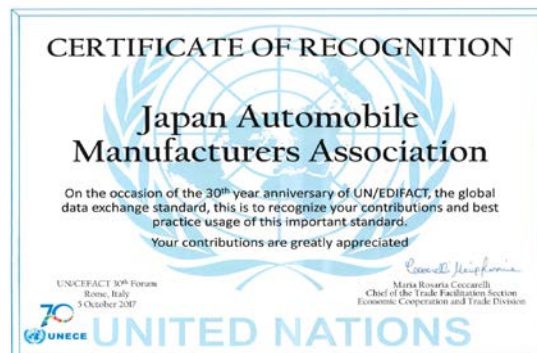 CERTIFICATE OF RECOGNITION
Japan Automobile
Manufacturers Association
On the occasion of the 30th year anniversary of UN/EDIFACT, the global
data exchange standard, this is to recognize your contributions and best
practice usage of this important standard.
Your contributions are greatly appreciated
UN/CEFACT 30th Forum
Rome, Italy
5 October 2017
Maria Rosaria Ceccarelli
Chief of the Trade Facilitation Section
Economic Cooperation and Trade Division
70
UNECE
UNITED NATIONS